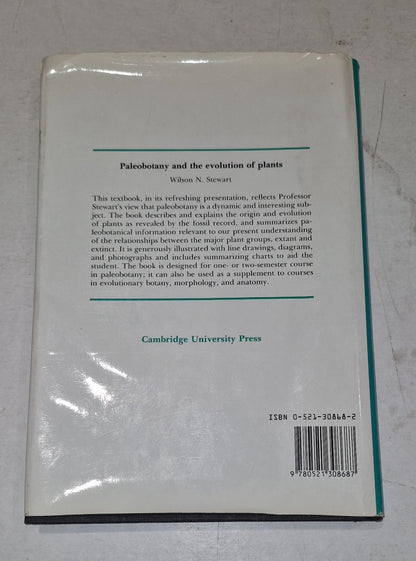 Paleobotany and the evolution of plants
Wilson N. Stewart
This textbook, in its refreshing presentation, reflects Professor
Stewart's view that paleobotany is a dynamic and interesting sub-
ject. The book describes and explains the origin and evolution
of plants as revealed by the fossil record, and summarizes pa-
leobotanical information relevant to our present understanding
of the relationships between the major plant groups, extant and
extinct. It is generously illustrated with line drawings, diagrams,
and photographs and includes summarizing charts to aid the
student. The book is designed for one- or two-semester course
in paleobotany; it can also be used as a supplement to courses
in evolutionary botany, morphology, and anatomy.
Cambridge University Press
ISBN 0-521-30868-2
9 780521 308687